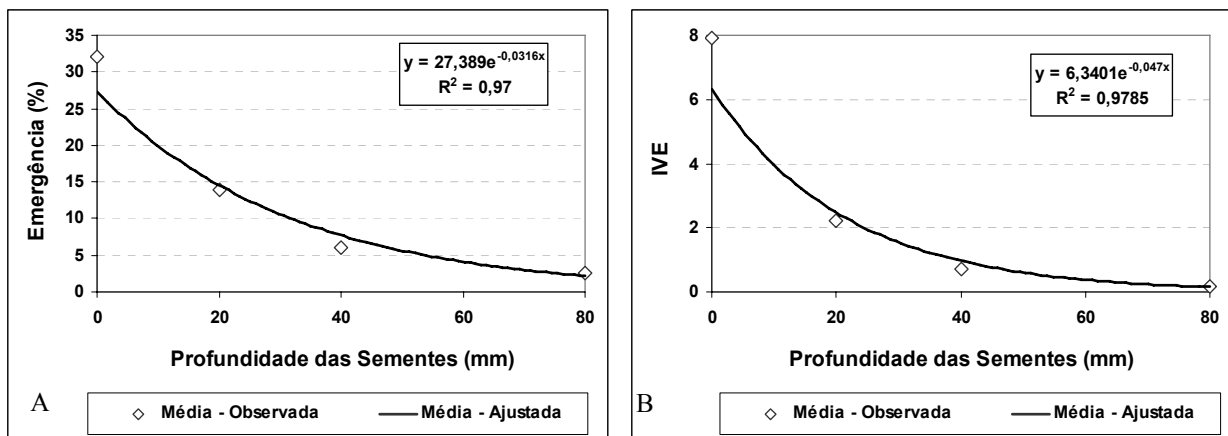 35
30
25
20
15
10
5
0
Emergência (%)
y = 27,389e^-0,0316x
R² = 0,97
0 20 40 60 80
Profundidade das Sementes (mm)
A
Média - Observada Média - Ajustada
8
6
4
2
0
IVE
y = 6,3401e^-0,047x
R² = 0,9785
0 20 40 60 80
Profundidade das Sementes (mm)
B
Média - Observada Média - Ajustada